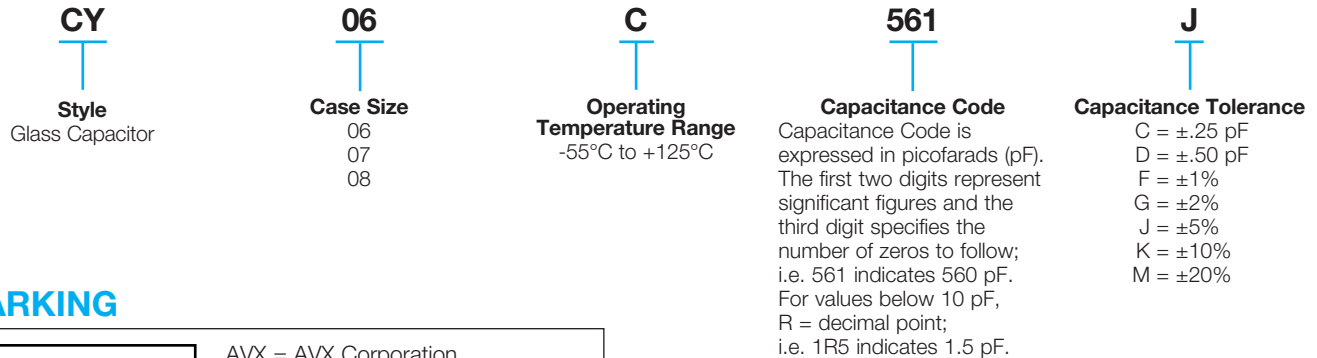 CY
06
C
561
J
Style
Glass Capacitor
Case Size
06
07
08
Operating
Temperature Range
-55°C to +125°C
Capacitance Code
Capacitance Code is
expressed in picofarads (pF).
The first two digits represent
significant figures and the
third digit specifies the
number of zeros to follow;
i.e. 561 indicates 560 pF.
For values below 10 pF,
R = decimal point;
i.e. 1R5 indicates 1.5 pF.
Capacitance Tolerance
C = ±.25 pF
D = ±.50 pF
F = ±1%
G = ±2%
J = ±5%
K = ±10%
M = ±20%
ARKING
AVX = AVX Corporation